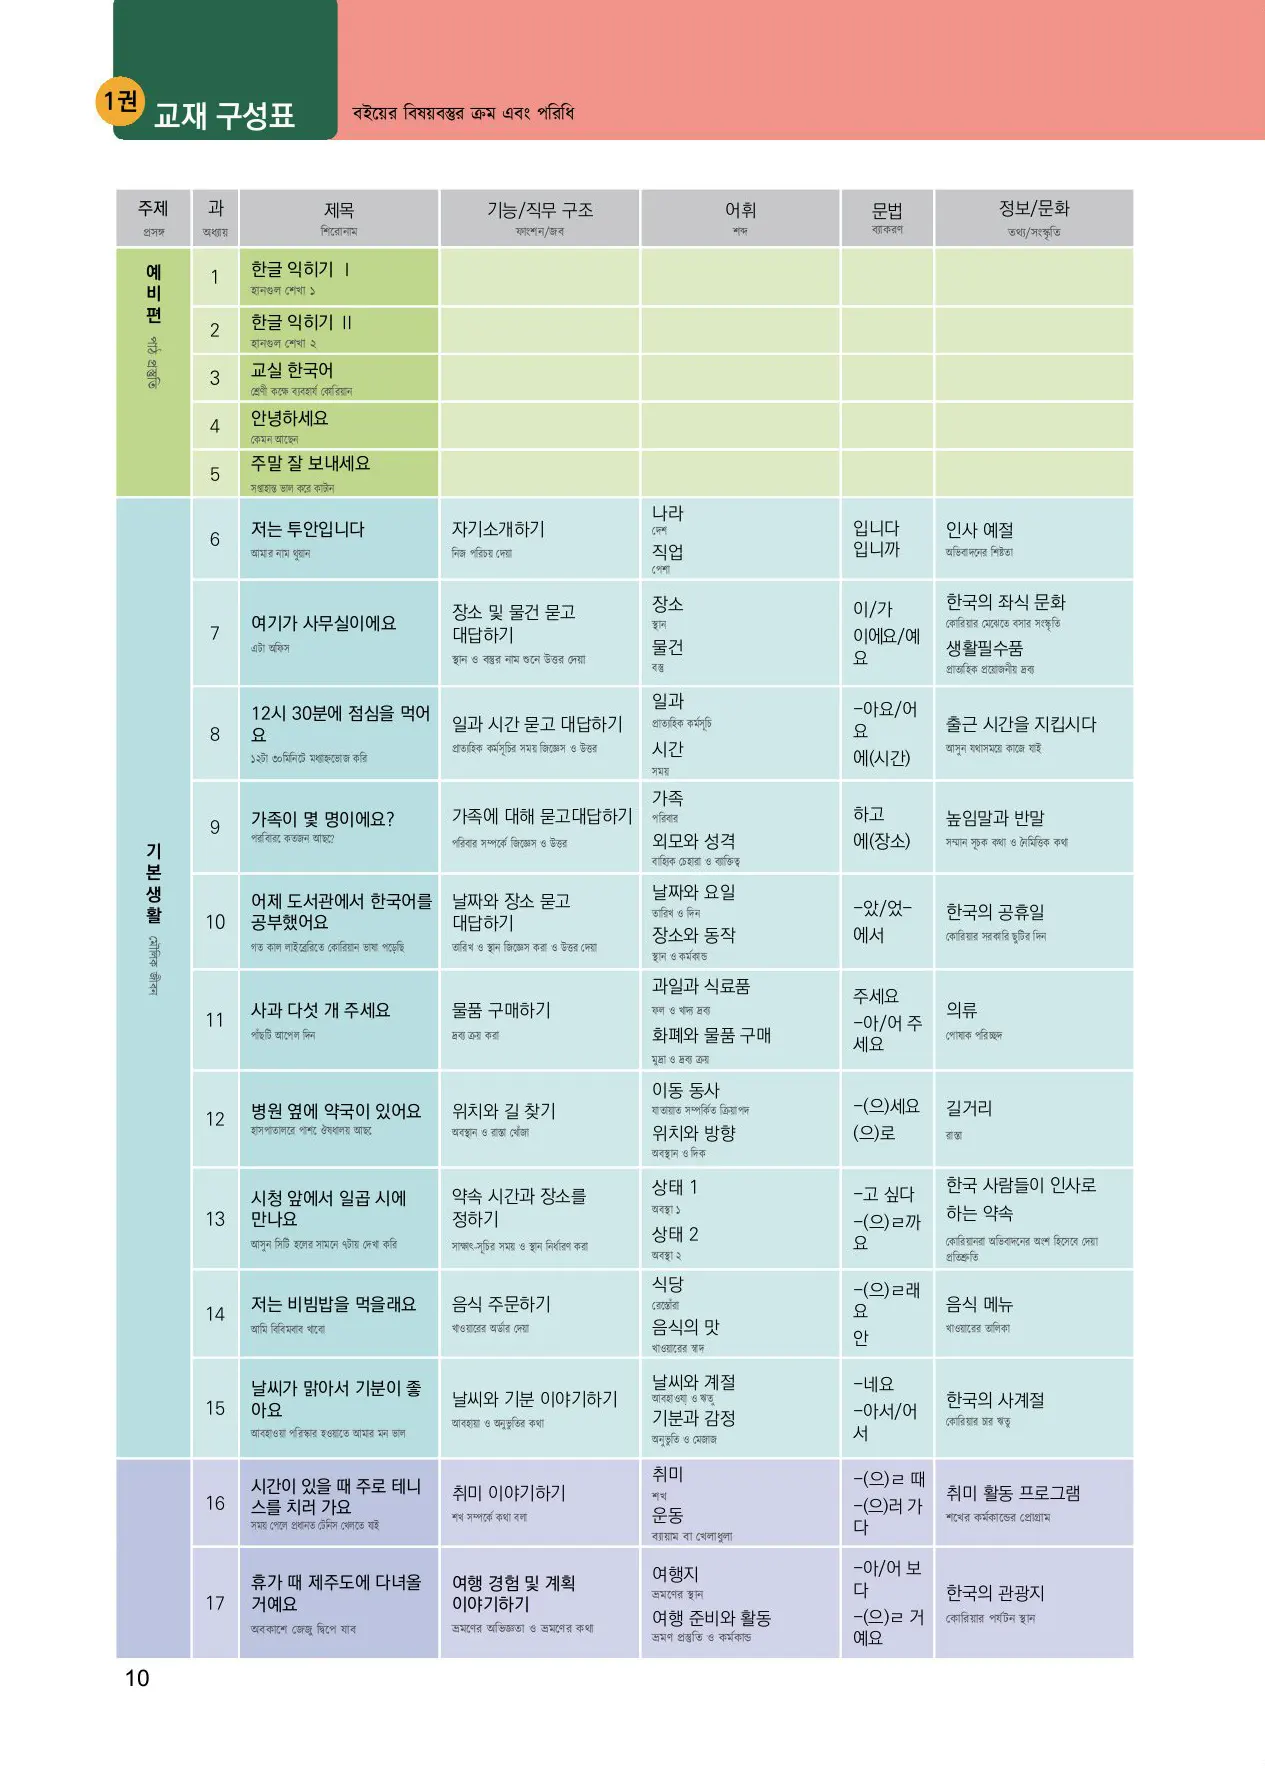 1권
교재 구성표
বইয়ের বিষয়বস্তুর ক্রম এবং পরিধি
주제
প্রসঙ্গ
과
অধ্যায়
제목
শিরোনাম
기능/직무 구조
ফাংশন/জব
어휘
শব্দ
문법
ব্যাকরণ
정보/문화
তথ্য/সংস্কৃতি
예비편
পাঠ প্রস্তুতি
1
한글 익히기 Ⅰ
হানগুল শেখা ১
2
한글 익히기 Ⅱ
হানগুল শেখা ২
3
교실 한국어
শ্রেণী কক্ষে ব্যবহার্য কোরিয়ান
4
안녕하세요
কেমন আছেন
5
주말 잘 보내세요
সপ্তাহান্ত ভাল করে কাটান
기본생활
মৌলিক জীবন
6
저는 투안입니다
আমার নাম থুয়ান
자기소개하기
নিজ পরিচয় দেয়া
나라
দেশ
직업
পেশা
입니다
입니까
인사 예절
অভিবাদনের শিষ্টতা
7
여기가 사무실이에요
এটা অফিস
장소 및 물건 묻고
대답하기
স্থান ও বস্তুর নাম শুনে উত্তর দেয়া
장소
স্থান
물건
বস্তু
이/가
이에요/예
요
한국의 좌식 문화
কোরিয়ার মেঝেতে বসার সংস্কৃতি
생활필수품
প্রাত্যহিক প্রয়োজনীয় দ্রব্য
8
12시 30분에 점심을 먹어
요
১২টা ৩০মিনিটে মধ্যাহ্নভোজ করি
일과 시간 묻고 대답하기
প্রাত্যহিক কর্মসূচির সময় জিজ্ঞেস ও উত্তর
일과
প্রাত্যহিক কর্মসূচি
시간
সময়
-아요/어
요
에(시간)
출근 시간을 지킵시다
আসুন যথাসময়ে কাজে যাই
9
가족이 몇 명이에요?
পরিবারে কতজন আছে?
가족에 대해 묻고대답하기
পরিবার সম্পর্কে জিজ্ঞেস ও উত্তর
가족
পরিবার
외모와 성격
বাহ্যিক চেহারা ও ব্যক্তিত্ব
하고
에(장소)
높임말과 반말
সম্মান সূচক কথা ও নৈমিত্তিক কথা
10
어제 도서관에서 한국어를
공부했어요
গত কাল লাইব্রেরিতে কোরিয়ান ভাষা পড়েছি
날짜와 장소 묻고
대답하기
তারিখ ও স্থান জিজ্ঞেস করা ও উত্তর দেয়া
날짜와 요일
তারিখ ও দিন
장소와 동작
স্থান ও কর্মকান্ড
-았/었-
에서
한국의 공휴일
কোরিয়ার সরকারি ছুটির দিন
11
사과 다섯 개 주세요
পাঁছটি আপেল দিন
물품 구매하기
দ্রব্য ক্রয় করা
과일과 식료품
ফল ও খাদ্য দ্রব্য
화폐와 물품 구매
মুদ্রা ও দ্রব্য ক্রয়
주세요
-아/어 주
세요
의류
পোষাক পরিচ্ছদ
12
병원 옆에 약국이 있어요
হাসপাতালের পাশে ঔষধালয় আছে
위치와 길 찾기
অবস্থান ও রাস্তা খোঁজা
이동 동사
যাতায়াত সম্পর্কিত ক্রিয়াপদ
위치와 방향
অবস্থান ও দিক
-(으)세요
(으)로
길거리
রাস্তা
13
시청 앞에서 일곱 시에
만나요
আসুন সিটি হলের সামনে ৭টায় দেখা করি
약속 시간과 장소를
정하기
সাক্ষাৎ-সূচির সময় ও স্থান নির্ধারণ করা
상태 1
অবস্থা ১
상태 2
অবস্থা ২
-고 싶다
-(으)ㄹ까
요
한국 사람들이 인사로
하는 약속
কোরিয়ানরা অভিবাদনের অংশ হিসেবে দেয়া
প্রতিশ্রুতি
14
저는 비빔밥을 먹을래요
আমি বিবিমবাব খাবো
음식 주문하기
খাওয়ারের অর্ডার দেয়া
식당
রেস্তোঁরা
음식의 맛
খাওয়ারের স্বাদ
-(으)ㄹ래
요
안
음식 메뉴
খাওয়ারের তালিকা
15
날씨가 맑아서 기분이 좋
아요
আবহাওয়া পরিস্কার হওয়াতে আমার মন ভাল
날씨와 기분 이야기하기
আবহায়া ও অনুভুতির কথা
날씨와 계절
আবহাওয়া ও ঋতু
기분과 감정
অনুভুতি ও মেজাজ
-네요
-아서/어
서
한국의 사계절
কোরিয়ার চার ঋতু
16
시간이 있을 때 주로 테니
스를 치러 가요
সময় পেলে প্রধানত টেনিস খেলতে যাই
취미 이야기하기
শখ সম্পর্কে কথা বলা
취미
শখ
운동
ব্যায়াম বা খেলাধুলা
-(으)ㄹ 때
-(으)러 가
다
취미 활동 프로그램
শখের কর্মকান্ডের প্রোগ্রাম
17
휴가 때 제주도에 다녀올
거예요
অবকাশে জেজু দ্বিপে যাব
여행 경험 및 계획
이야기하기
ভ্রমণের অভিজ্ঞতা ও ভ্রমণের কথা
여행지
ভ্রমণের স্থান
여행 준비와 활동
ভ্রমণ প্রস্তুতি ও কর্মকান্ড
-아/어 보
다
-(으)ㄹ 거
예요
한국의 관광지
কোরিয়ার পর্যটন স্থান
10